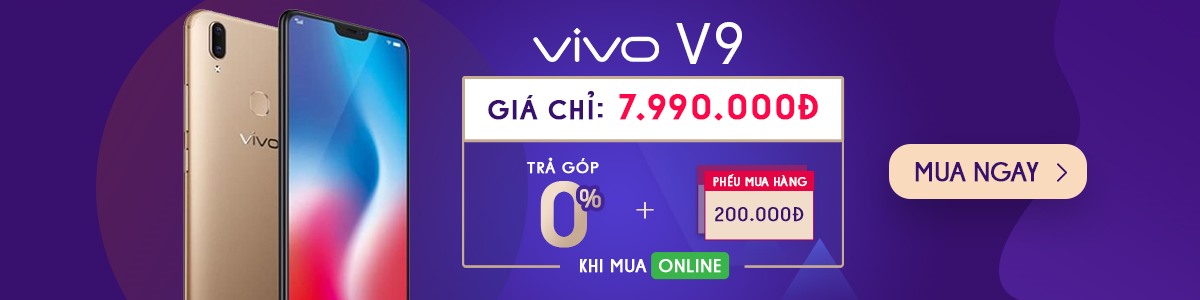 vivo
vivo V9
GIÁ CHỈ: 7.990.000Đ
TRẢ GÓP
0%
+
PHẾU MUA HÀNG
200.000Đ
KHI MUA ONLINE
MUA NGAY